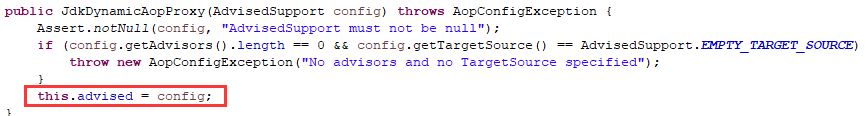 public JdkDynamicAopProxy(AdvisedSupport config) throws AopConfigException {
    Assert.notNull(config, "AdvisedSupport must not be null");
    if (config.getAdvisors().length == 0 && config.getTargetSource() == AdvisedSupport.EMPTY_TARGET_SOURCE)
        throw new AopConfigException("No advisors and no TargetSource specified");
    }
    this.advised = config;
}